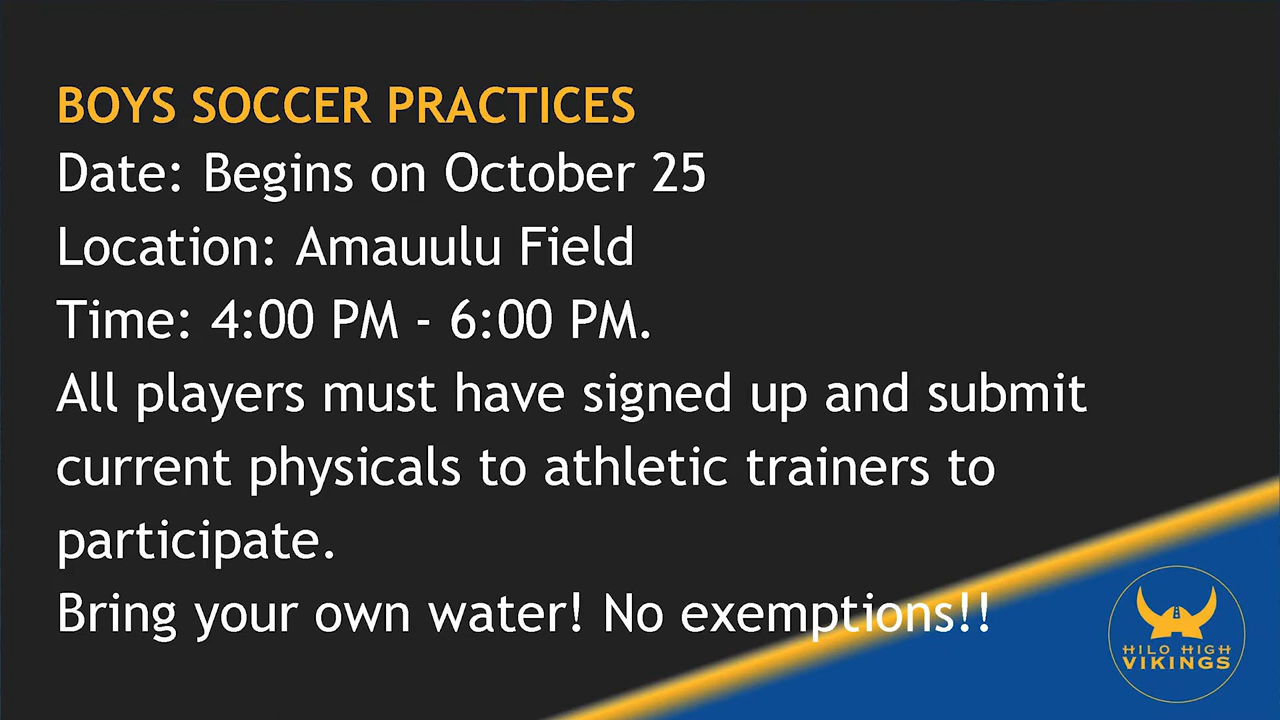 BOYS SOCCER PRACTICES
Date: Begins on October 25
Location: Amauulu Field
Time: 4:00 PM - 6:00 PM.
All players must have signed up and submit
current physicals to athletic trainers to
participate.
Bring your own water! No exemptions!!
HILO HIGH
VIKINGS